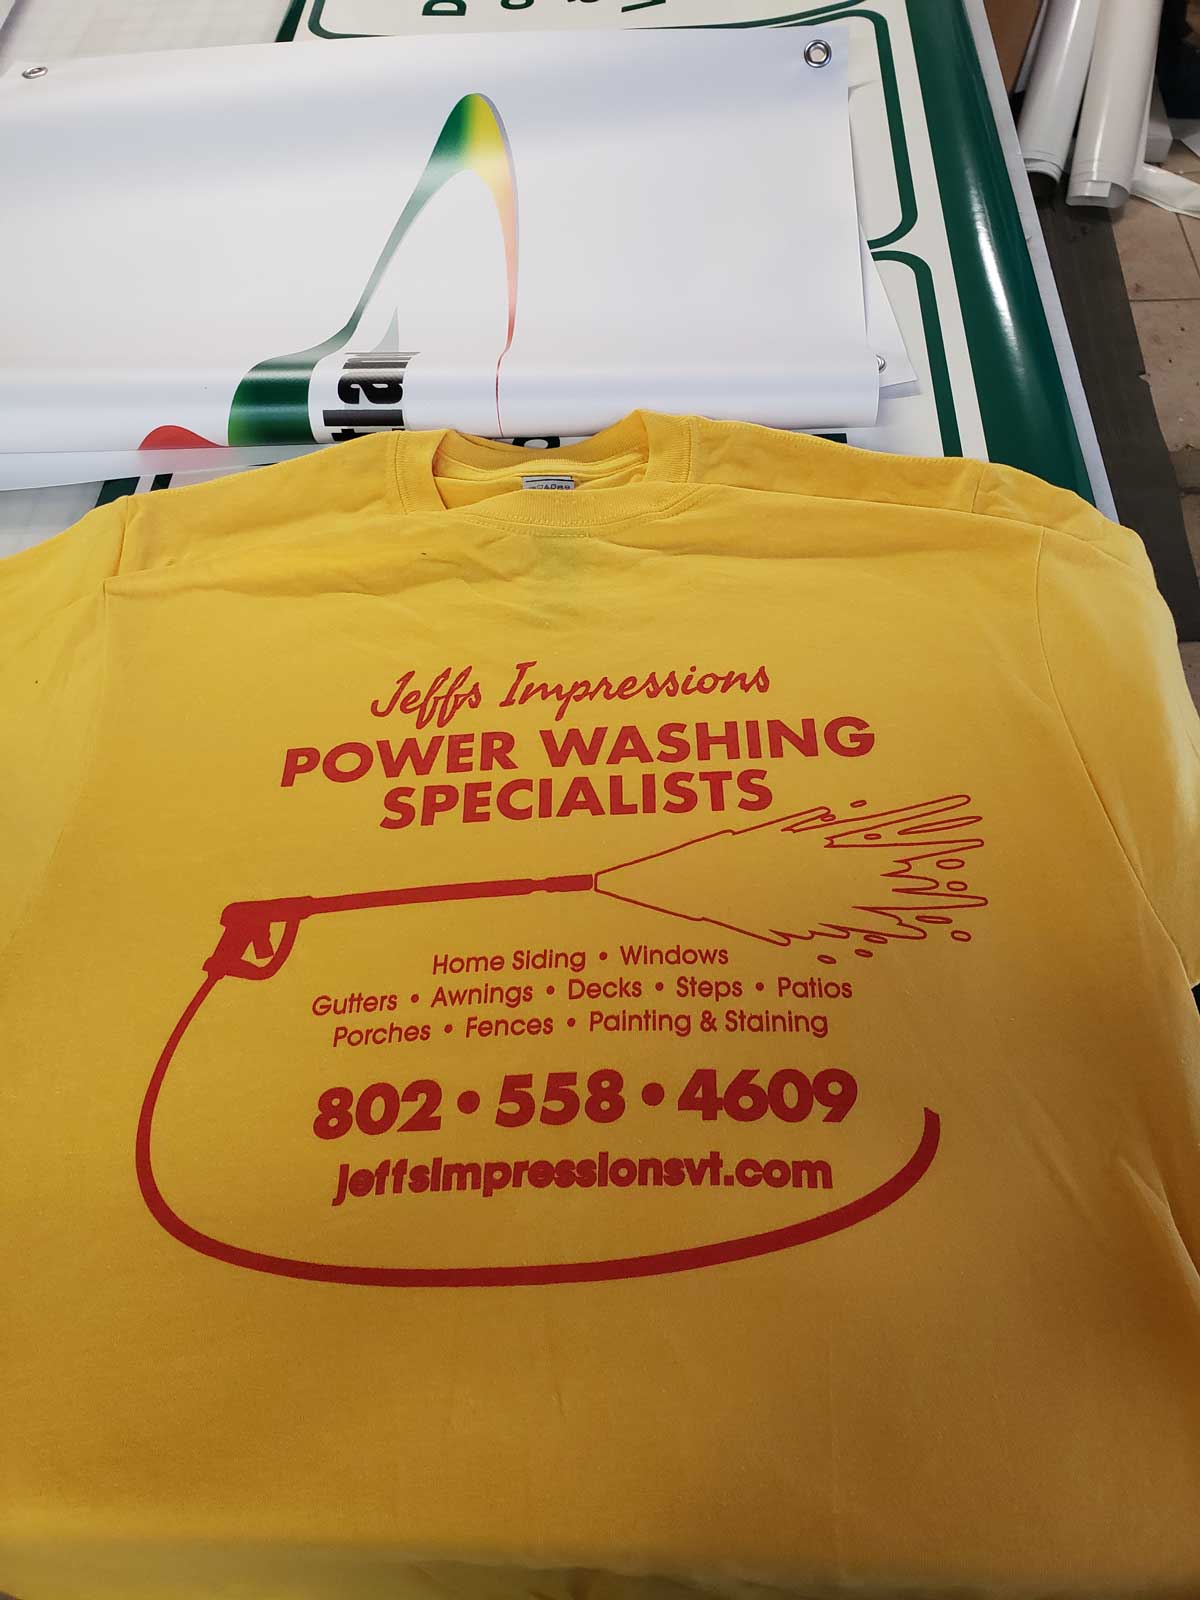 Jeffs Impressions
POWER WASHING
SPECIALISTS
Home Siding • Windows
Gutters • Awnings • Decks • Steps • Patios
Porches • Fences • Painting & Staining
802 • 558 • 4609
jeffsimpressionsvt.com